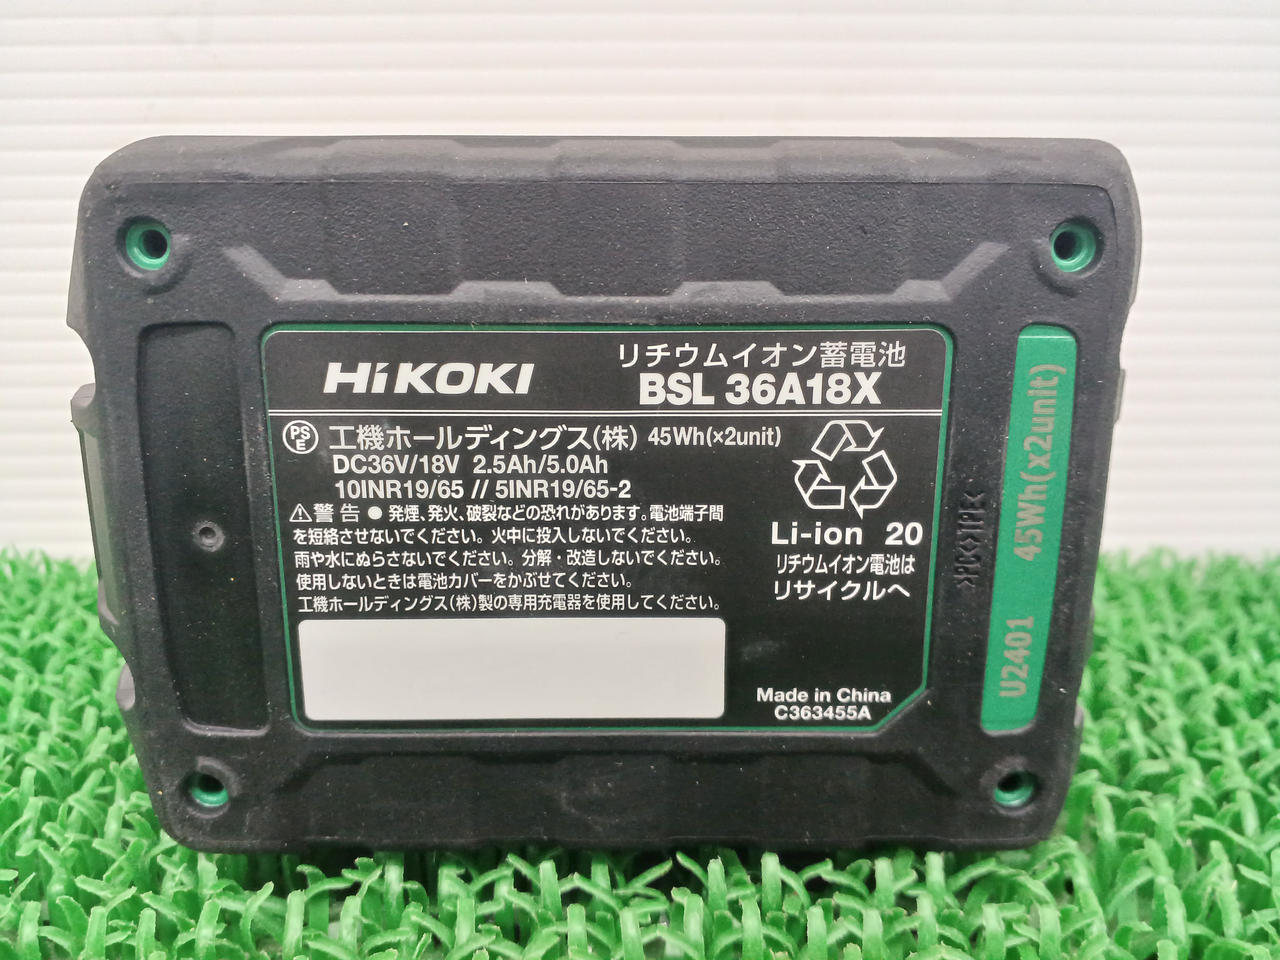 HiKOKI
リチウムイオン蓄電池
BSL 36A18X
PS
E
工機ホールディングス(株) 45Wh(×2unit)
DC36V/18V 2.5Ah/5.0Ah
10INR19/65 // 5INR19/65-2
⚠警告 ●発煙、発火、破裂などの恐れがあります。電池端子間
を短絡させないでください。火中に投入しないでください。
雨や水にぬらさないでください。分解・改造しないでください。
使用しないときは電池カバーをかぶせてください。
工機ホールディングス(株)製の専用充電器を使用してください。
Li-ion 20
リチウムイオン電池は
リサイクルへ
Made in China
C363455A
>PC<>TPE<
U2401 45Wh(x2unit)